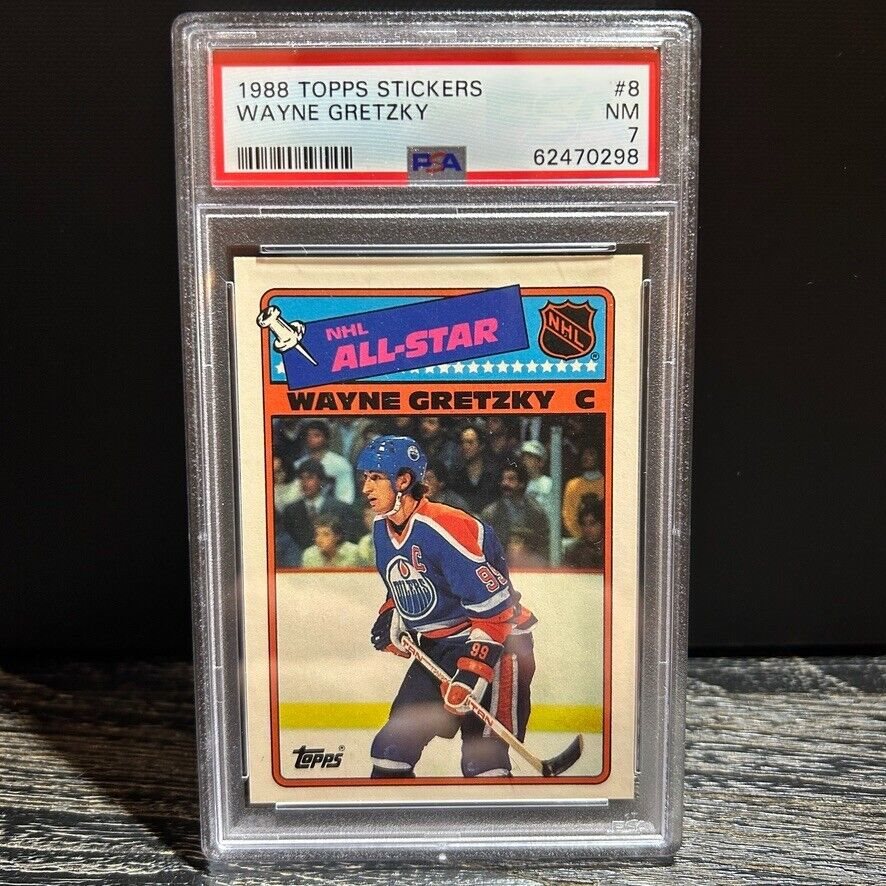 1988 TOPPS STICKERS #8
WAYNE GRETZKY NM
7
PSA 62470298
NHL
ALL-STAR
NHL
®
WAYNE GRETZKY C
C
OILERS
99
99
TITAN
topps®